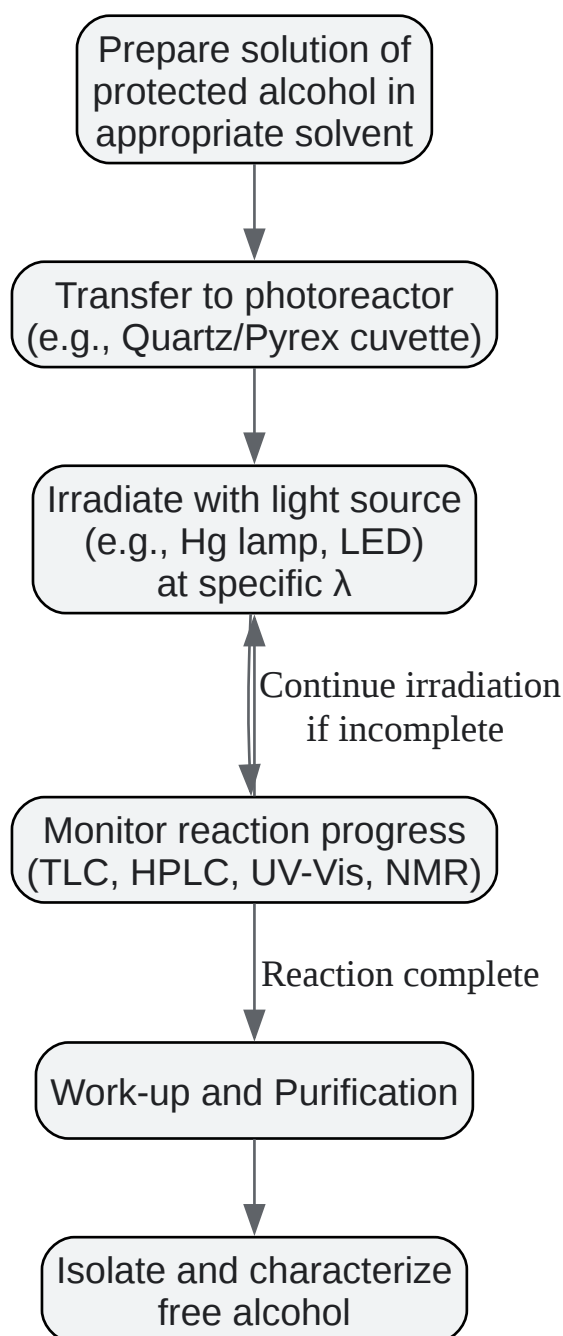 Prepare solution of
protected alcohol in
appropriate solvent
Transfer to photoreactor
(e.g., Quartz/Pyrex cuvette)
Irradiate with light source
(e.g., Hg lamp, LED)
at specific λ
Continue irradiation
if incomplete
Monitor reaction progress
(TLC, HPLC, UV-Vis, NMR)
Reaction complete
Work-up and Purification
Isolate and characterize
free alcohol